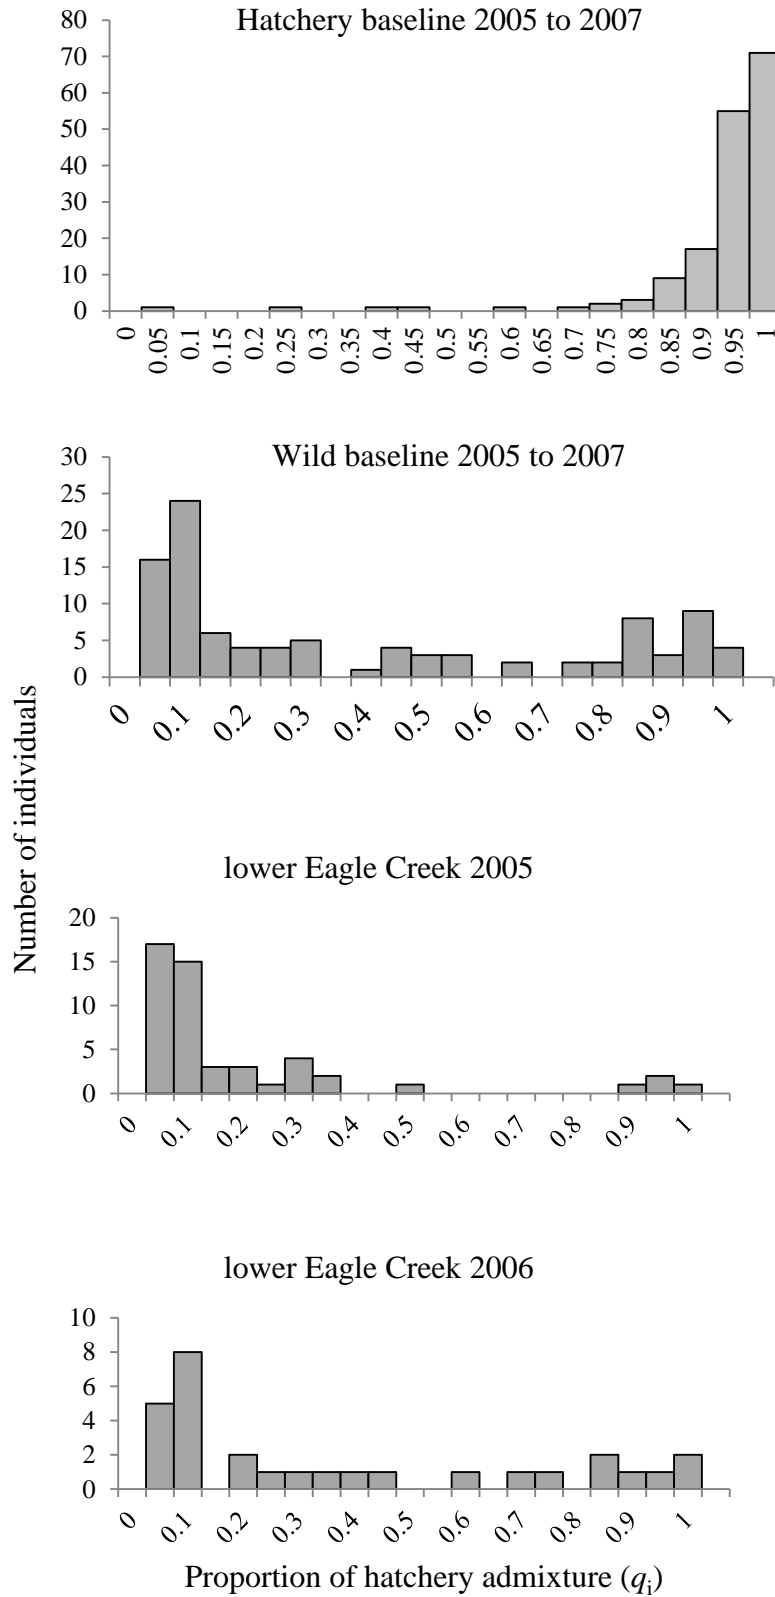 Hatchery baseline 2005 to 2007
80
70
60
50
40
30
20
10
0
0 0.05 0.1 0.15 0.2 0.25 0.3 0.35 0.4 0.45 0.5 0.55 0.6 0.65 0.7 0.75 0.8 0.85 0.9 0.95 1
Wild baseline 2005 to 2007
30
25
20
15
10
5
0
0 0.1 0.2 0.3 0.4 0.5 0.6 0.7 0.8 0.9 1
Number of individuals
lower Eagle Creek 2005
20
15
10
5
0
0 0.1 0.2 0.3 0.4 0.5 0.6 0.7 0.8 0.9 1
lower Eagle Creek 2006
10
8
6
4
2
0
0 0.1 0.2 0.3 0.4 0.5 0.6 0.7 0.8 0.9 1
Proportion of hatchery admixture (qi)